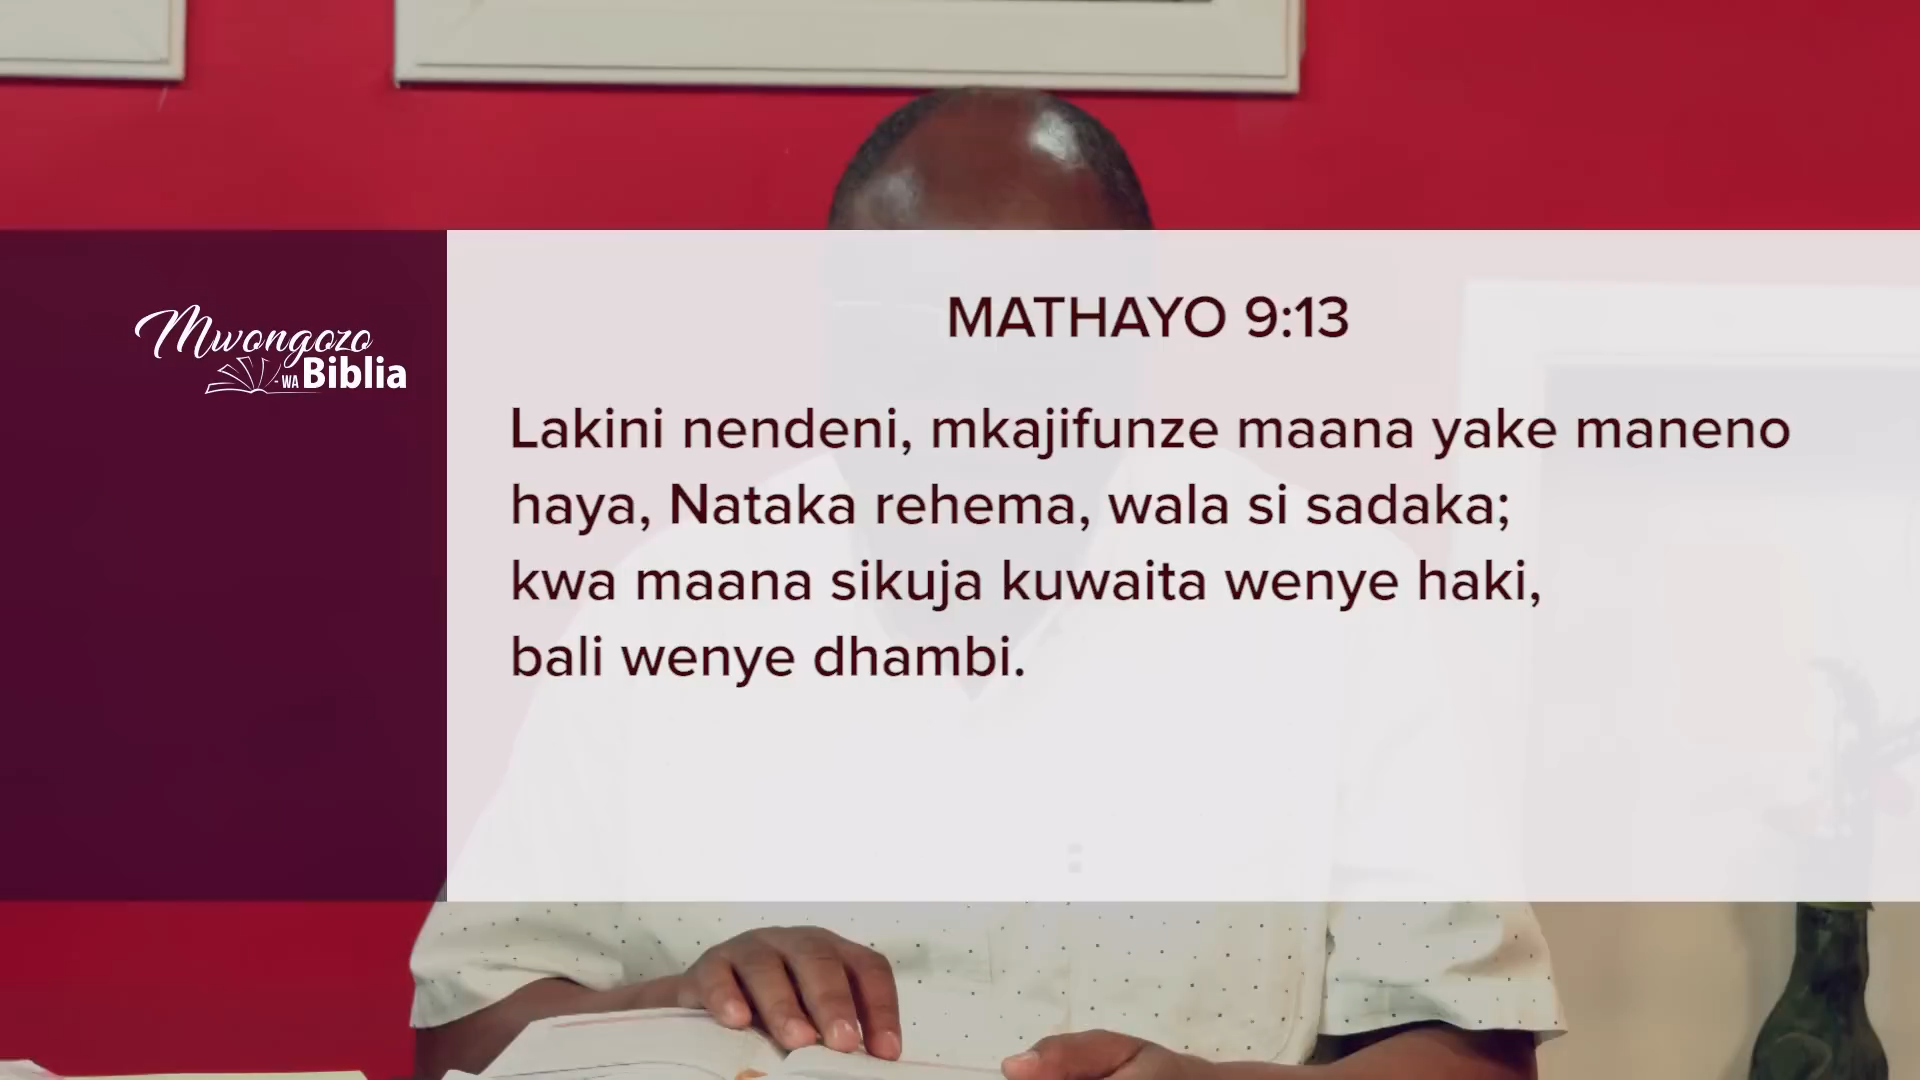 Mwongozo
- WA Biblia
MATHAYO 9:13
Lakini nendeni, mkajifunze maana yake maneno
haya, Nataka rehema, wala si sadaka;
kwa maana sikuja kuwaita wenye haki,
bali wenye dhambi.